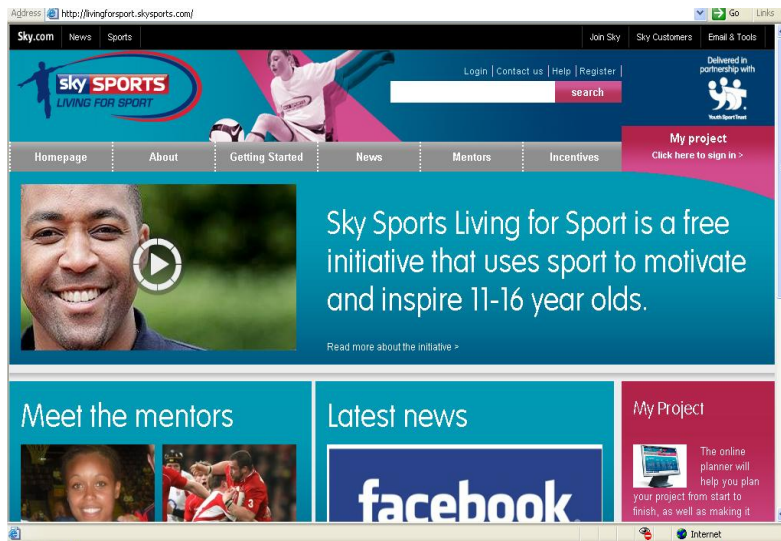 Address http://livingforsport.skysports.com/ Go Links
Sky.com News Sports Join Sky Sky Customers Email & Tools
Login | Contact us | Help | Register |
search
sky SPORTS
LIVING FOR SPORT
Delivered in
partnership with
Youth Sport Trust
My project
Click here to sign in >
Homepage About Getting Started News Mentors Incentives
Sky Sports Living for Sport is a free
initiative that uses sport to motivate
and inspire 11-16 year olds.
Read more about the initiative >
Meet the mentors
3
Latest news
facebook
My Project
The online
planner will
help you plan
your project from start to
finish, as well as making it
Internet